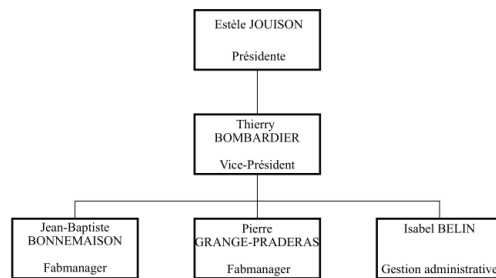 Estèle JOUISON
Présidente
Thierry
BOMBARDIER
Vice-Président
Jean-Baptiste
BONNEMAISON
Fabmanager
Pierre
GRANGE-PRADERAS
Fabmanager
Isabel BELIN
Gestion administrative